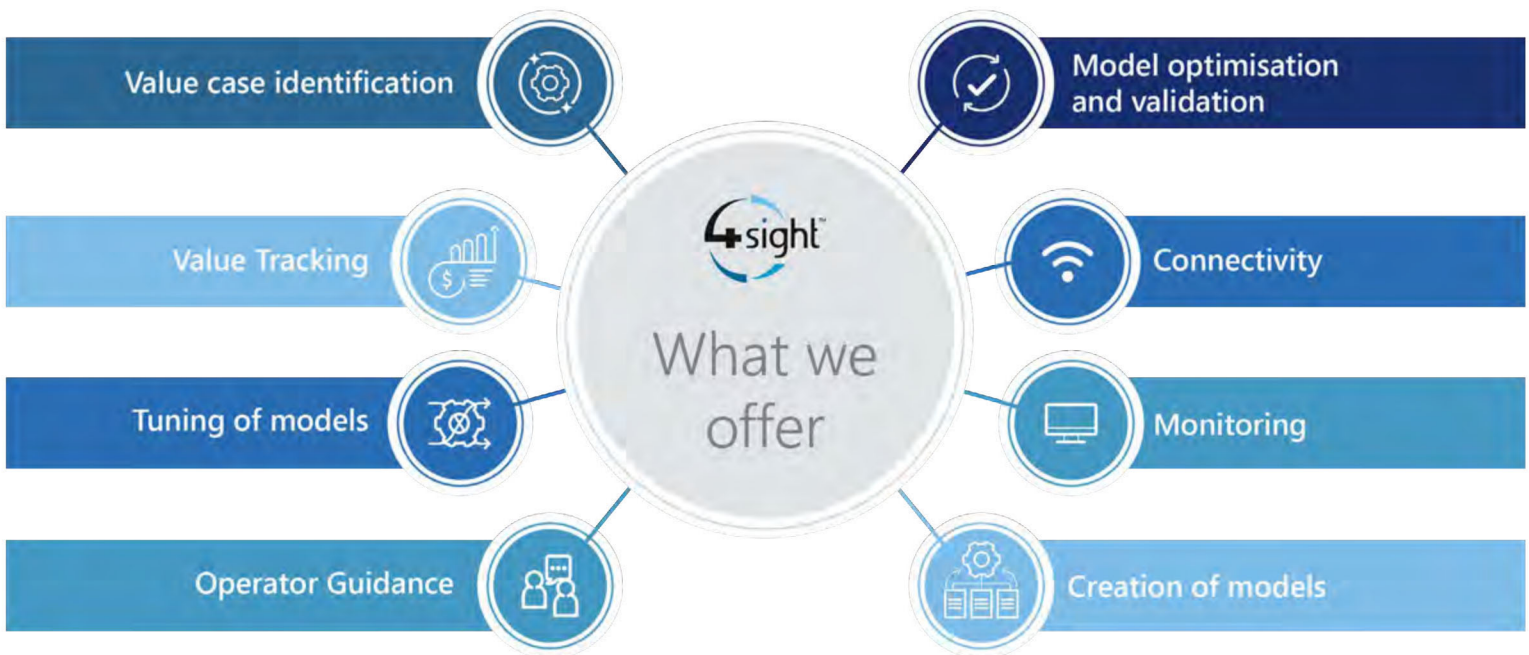 Value case identification
Value Tracking
Tuning of models
Operator Guidance
4sight™
What we
offer
Model optimisation
and validation
Connectivity
Monitoring
Creation of models